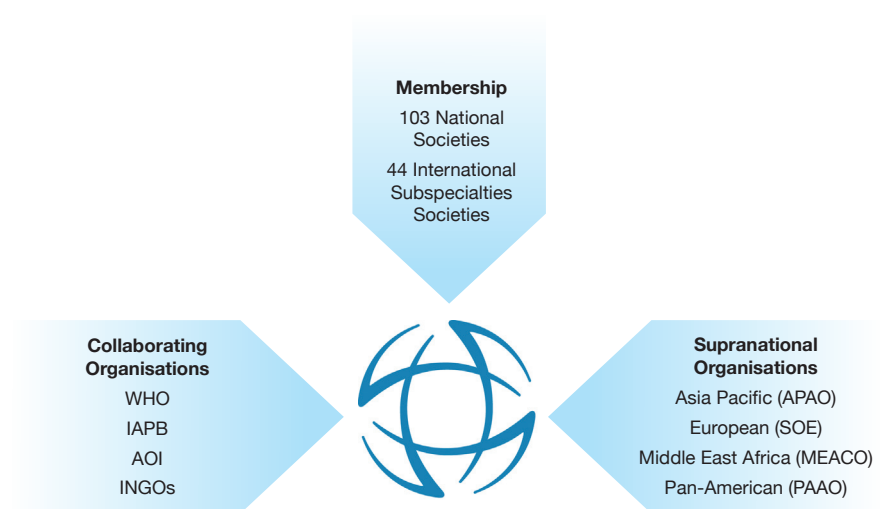 Membership
103 National
Societies
44 International
Subspecialties
Societies
Collaborating
Organisations
WHO
IAPB
AOI
INGOs
Supranational
Organisations
Asia Pacific (APAO)
European (SOE)
Middle East Africa (MEACO)
Pan-American (PAAO)